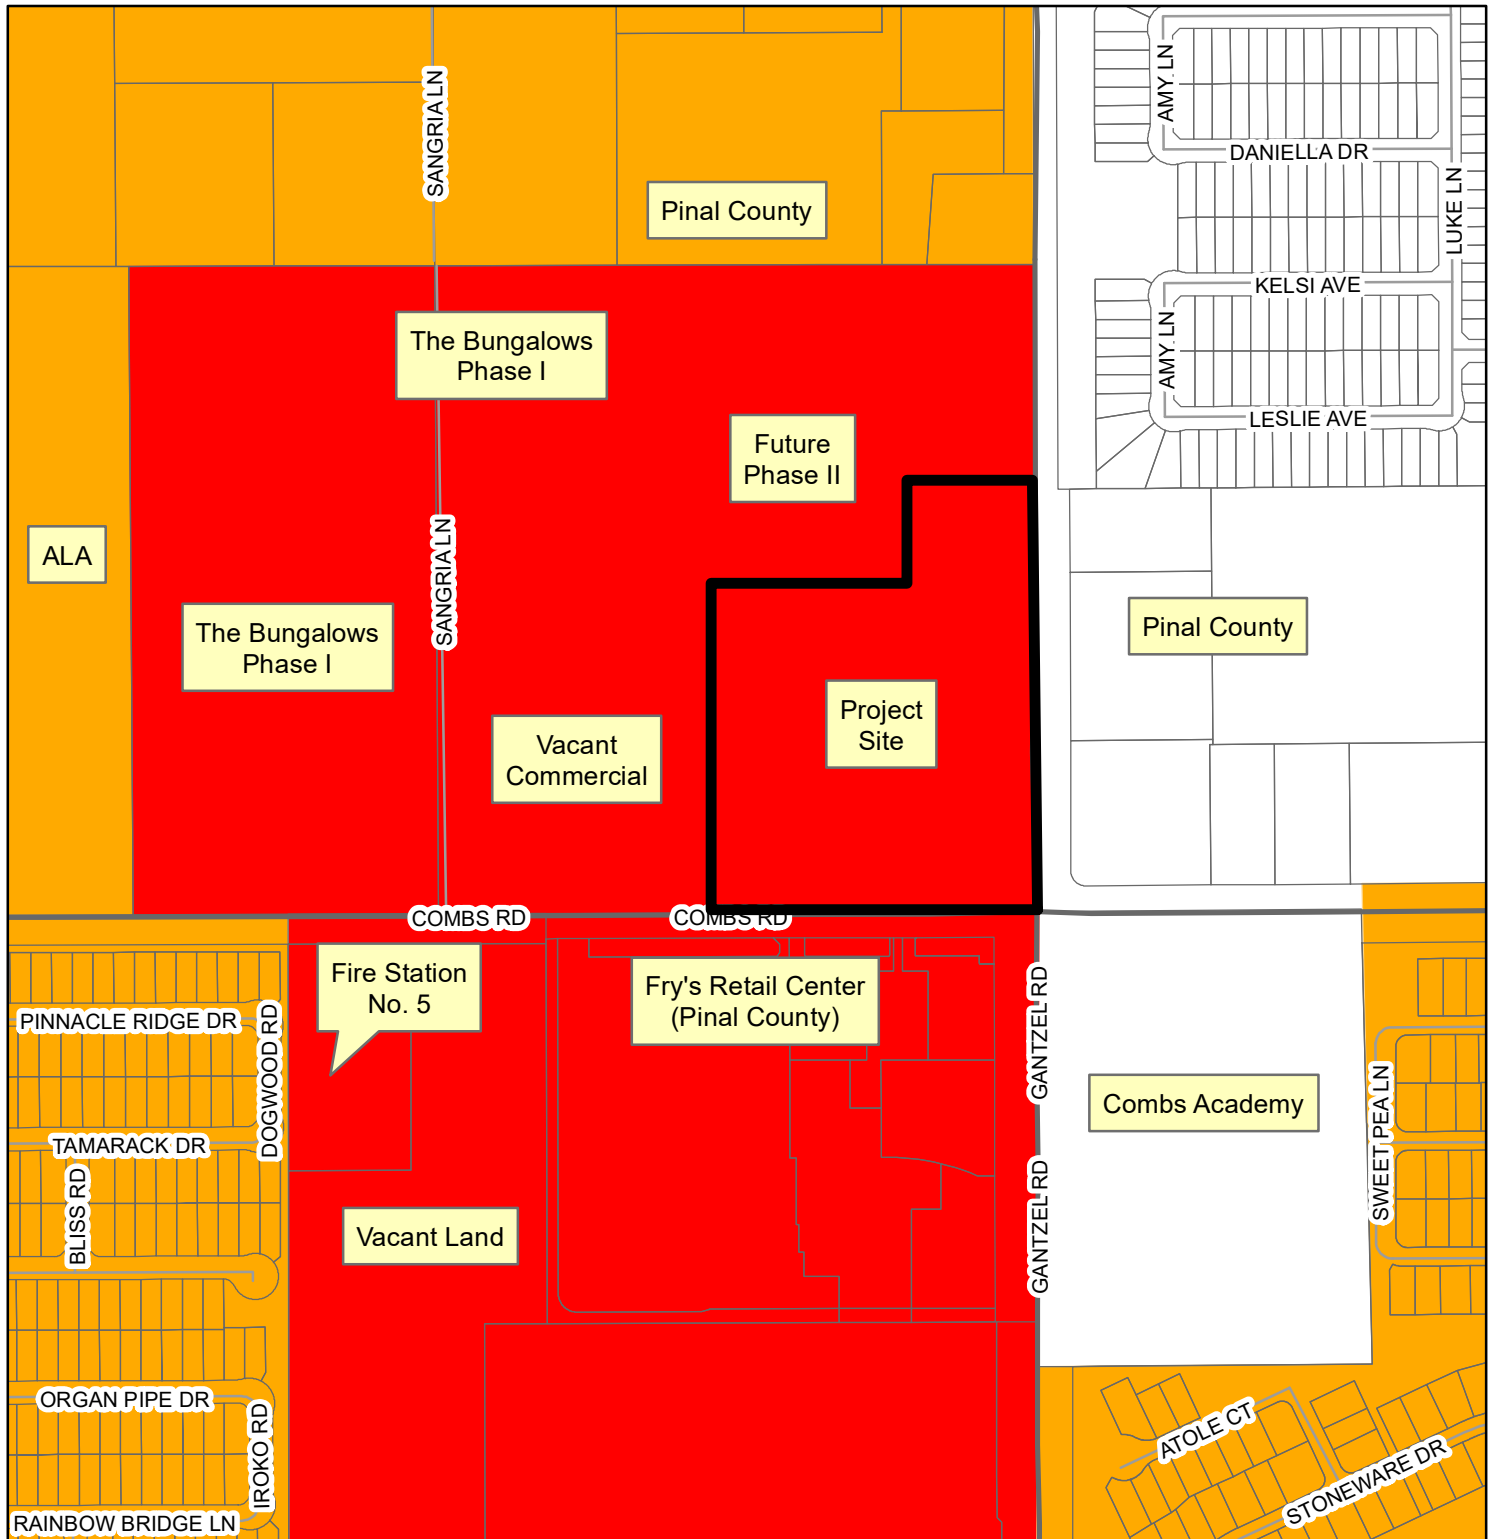 AMY LN
SANGRIA LN
DANIELLA DR
LUKE LN
Pinal County
KELSI AVE
The Bungalows
Phase I
AMY LN
LESLIE AVE
Future
Phase II
SANGRIA LN
ALA
The Bungalows
Phase I
Pinal County
Project
Site
Vacant
Commercial
COMBS RD
COMBS RD
Fire Station
No. 5
Fry's Retail Center
(Pinal County)
GANTZEL RD
PINNACLE RIDGE DR
DOGWOOD RD
Combs Academy
SWEET PEA LN
TAMARACK DR
BLISS RD
GANTZEL RD
Vacant Land
ORGAN PIPE DR
IROKO RD
ATOLE CT
STONEWARE DR
RAINBOW BRIDGE LN